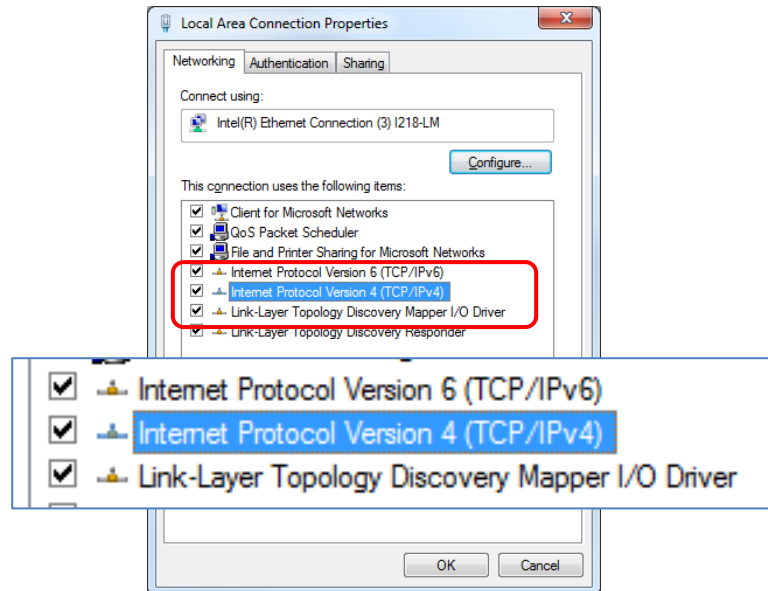 Local Area Connection Properties
Networking Authentication Sharing
Connect using:
Intel(R) Ethernet Connection (3) I218-LM
Configure...
This connection uses the following items:
Client for Microsoft Networks
QoS Packet Scheduler
File and Printer Sharing for Microsoft Networks
Internet Protocol Version 6 (TCP/IPv6)
Internet Protocol Version 4 (TCP/IPv4)
Link-Layer Topology Discovery Mapper I/O Driver
Link-Layer Topology Discovery Responder
Internet Protocol Version 6 (TCP/IPv6)
Internet Protocol Version 4 (TCP/IPv4)
Link-Layer Topology Discovery Mapper I/O Driver
OK Cancel